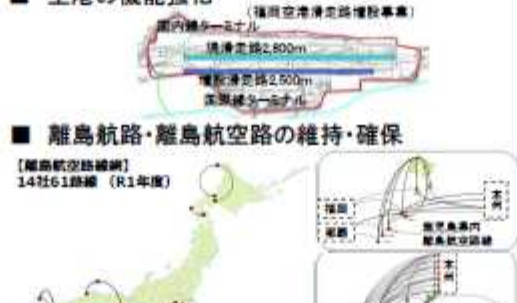 ■ 空港の機能強化
(福岡空港滑走路増設事業)
国内線ターミナル
現滑走路2,800m
増設滑走路2,500m
国際線ターミナル
■ 離島航路・離島航空路の維持・確保
【離島航空路線網】
14社61路線 (R1年度)
福岡
本州
鹿児島県内
離島航空路線
本州